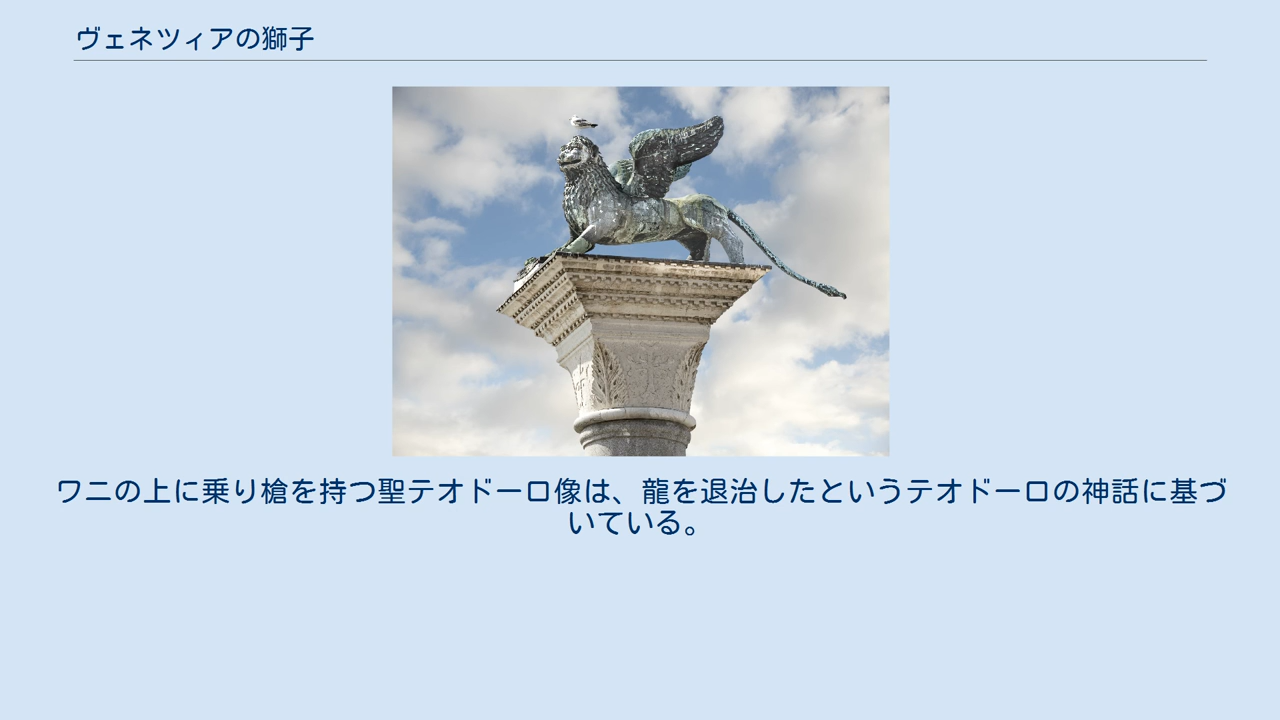 ヴェネツィアの獅子
ワニの上に乗り槍を持つ聖テオドーロ像は、龍を退治したというテオドーロの神話に基づ
いている。